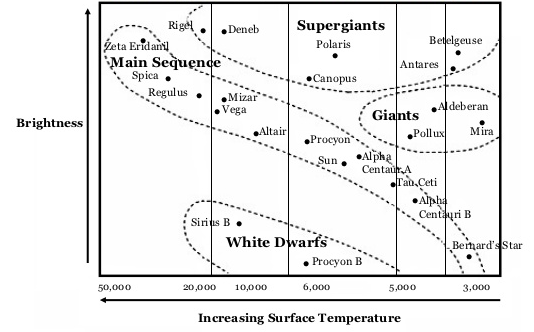 Rigel
Deneb
Supergiants
Zeta Eridanil
Polaris
Betelgeuse
Main Sequence
Antares
Spica
Canopus
Regulus
Mizar
Vega
Giants
Aldeberan
Brightness
Altair
Procyon
Pollux
Mira
Sun
Alpha
Centaur A
Tau Ceti
Alpha
Centauri B
Sirius B
White Dwarfs
Bernard's Star
Procyon B
50,000 20,000 10,000 6,000 5,000 3,000
Increasing Surface Temperature